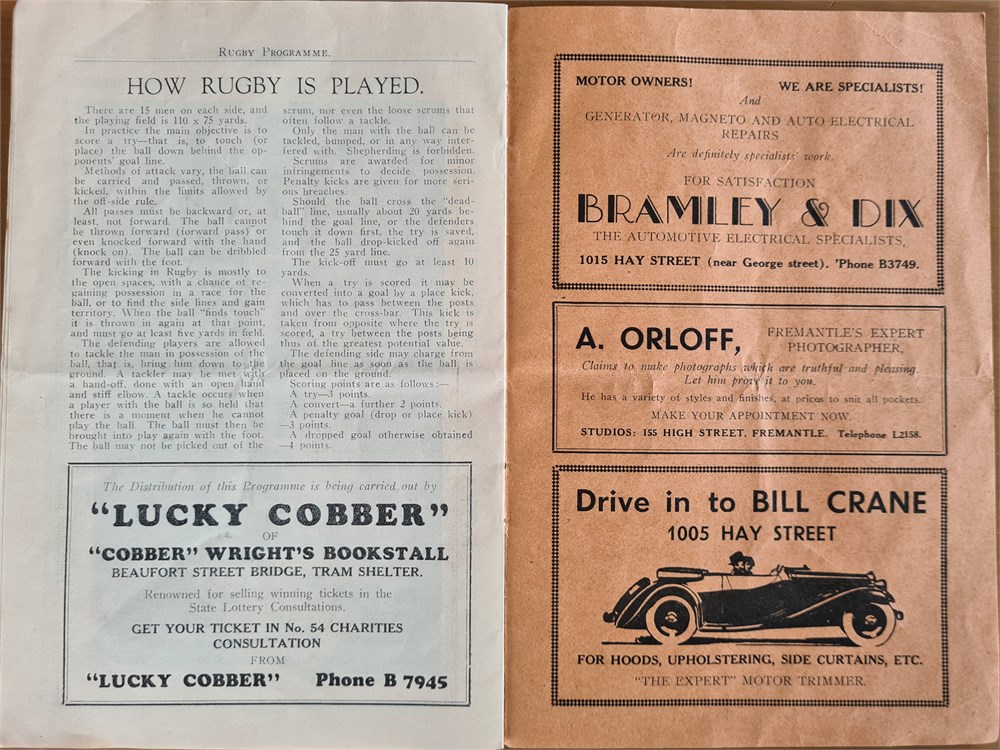 RUGBY PROGRAMME.
HOW RUGBY IS PLAYED.
There are 15 men on each side, and
the playing field is 110 x 75 yards.
In practice the main objective is to
score a try—that is, to touch (or
place) the ball down behind the op-
ponents' goal line.
Methods of attack vary, the ball can
be carried and passed, thrown, or
kicked, within the limits allowed by
the off-side rule.
All passes must be backward or, at
least, not forward. The ball cannot
be thrown forward (forward pass) or
even knocked forward with the hand
(knock on). The ball can be dribbled
forward with the foot.
The kicking in Rugby is mostly to
the open spaces, with a chance of re-
gaining possession in a race for the
ball, or to find the side lines and gain
territory. When the ball "finds touch"
it is thrown in again at that point,
and must go at least five yards in field.
The defending players are allowed
to tackle the man in possession of the
ball, that is, bring him down to the
ground. A tackler may be met with
a hand-off, done with an open hand
and stiff elbow. A tackle occurs when
a player with the ball is so held that
there is a moment when he cannot
play the ball. The ball must then be
brought into play again with the foot.
The ball may not be picked out of the
scrum, nor even the loose scrums that
often follow a tackle.
Only the man with the ball can be
tackled, bumped, or in any way inter-
fered with. Shepherding is forbidden.
Scrums are awarded for minor
infringements to decide possession.
Penalty kicks are given for more seri-
ous breaches.
Should the ball cross the "dead-
ball" line, usually about 20 yards be-
hind the goal line, or the defenders
touch it down first, the try is saved,
and the ball drop-kicked off again
from the 25 yard line.
The kick-off must go at least 10
yards.
When a try is scored it may be
converted into a goal by a place kick,
which has to pass between the posts
and over the cross-bar. This kick is
taken from opposite where the try is
scored, a try between the posts being
thus of the greatest potential value.
The defending side may charge from
the goal line as soon as the ball is
placed on the ground.
Scoring points are as follows:—
A try—3 points.
A convert—a further 2 points.
A penalty goal (drop or place kick)
—3 points.
A dropped goal otherwise obtained
—4 points.
The Distribution of this Programme is being carried out by
"LUCKY COBBER"
OF
"COBBER" WRIGHT'S BOOKSTALL
BEAUFORT STREET BRIDGE, TRAM SHELTER.
Renowned for selling winning tickets in the
State Lottery Consultations.
GET YOUR TICKET IN No. 54 CHARITIES
CONSULTATION
FROM
"LUCKY COBBER" Phone B 7945
MOTOR OWNERS! WE ARE SPECIALISTS!
And
GENERATOR, MAGNETO AND AUTO ELECTRICAL
REPAIRS
Are definitely specialists' work.
FOR SATISFACTION
BRAMLEY & DIX
THE AUTOMOTIVE ELECTRICAL SPECIALISTS,
1015 HAY STREET (near George street). 'Phone B3749.
A. ORLOFF, FREMANTLE'S EXPERT
PHOTOGRAPHER,
Claims to make photographs which are truthful and pleasing.
Let him prove it to you.
He has a variety of styles and finishes, at prices to suit all pockets.
MAKE YOUR APPOINTMENT NOW.
STUDIOS: 155 HIGH STREET, FREMANTLE. Telephone L2158.
Drive in to BILL CRANE
1005 HAY STREET
FOR HOODS, UPHOLSTERING, SIDE CURTAINS, ETC.
"THE EXPERT" MOTOR TRIMMER.